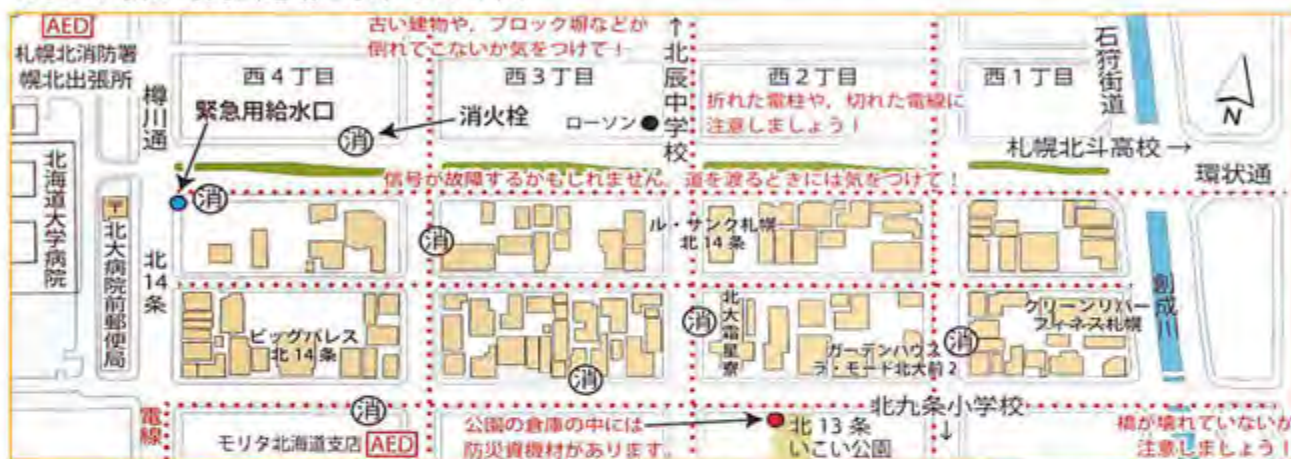 AED
札幌北消防署
幌北出張所
樽川通
古い建物や，ブロック塀などが
倒れてこないか気をつけて！
↑北辰中学校
石狩街道
西4丁目
西3丁目
西2丁目
西1丁目
N
緊急用給水口
消火栓
消
ローソン
折れた電柱や，切れた電線に
注意しましょう！
札幌北斗高校→
環状通
信号が故障するかもしれません。道を渡るときには気をつけて！
北海道大学病院
〒
北大病院前郵便局
北14条
消
消
ル・サンク札幌
北14条
創成川
ビッグパレス
北14条
消
北大霜星寮
消
ガーデンハウス
ラ・モード北大前2
消
グリーンリバー
フィネス札幌
消
電線
モリタ北海道支店
AED
公園の倉庫の中には
防災資機材があります。
北13条
いこい公園
北九条小学校
↓
橋が壊れていないか
注意しましょう！